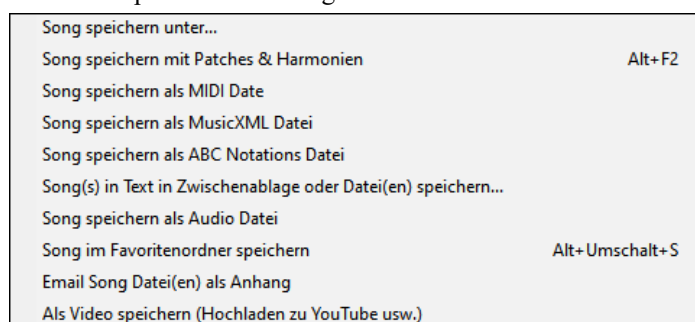 Song speichern unter...
Song speichern mit Patches & Harmonien Alt+F2
Song speichern als MIDI Date
Song speichern als MusicXML Datei
Song speichern als ABC Notations Datei
Song(s) in Text in Zwischenablage oder Datei(en) speichern...
Song speichern als Audio Datei
Song im Favoritenordner speichern Alt+Umschalt+S
Email Song Datei(en) als Anhang
Als Video speichern (Hochladen zu YouTube usw.)